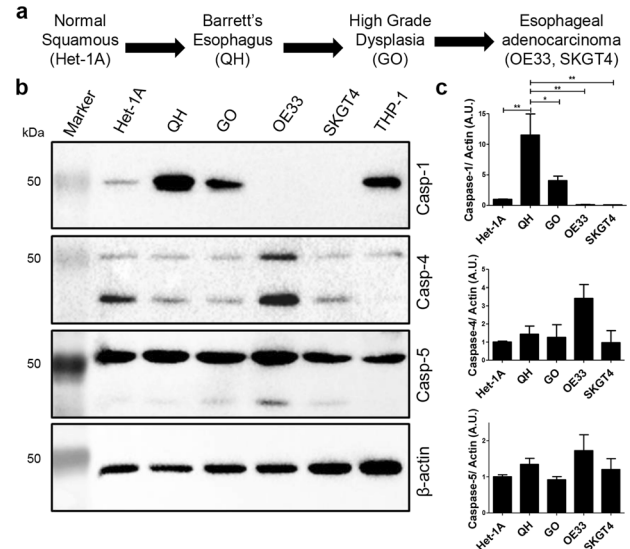 a
Normal
Squamous
(Het-1A)
Barrett's
Esophagus
(QH)
High Grade
Dysplasia
(GO)
Esophageal
adenocarcinoma
(OE33, SKGT4)
b
kDa
Marker
Het-1A
QH
GO
OE33
SKGT4
THP-1
50
Casp-1
50
Casp-4
50
Casp-5
50
β-actin
c
Caspase-1/ Actin (A.U.)
15
10
5
0
**
*
**
**
Het-1A
QH
GO
OE33
SKGT4
Caspase-4/ Actin (A.U.)
5
4
3
2
1
0
Het-1A
QH
GO
OE33
SKGT4
Caspase-5/ Actin (A.U.)
2
1
0
Het-1A
QH
GO
OE33
SKGT4